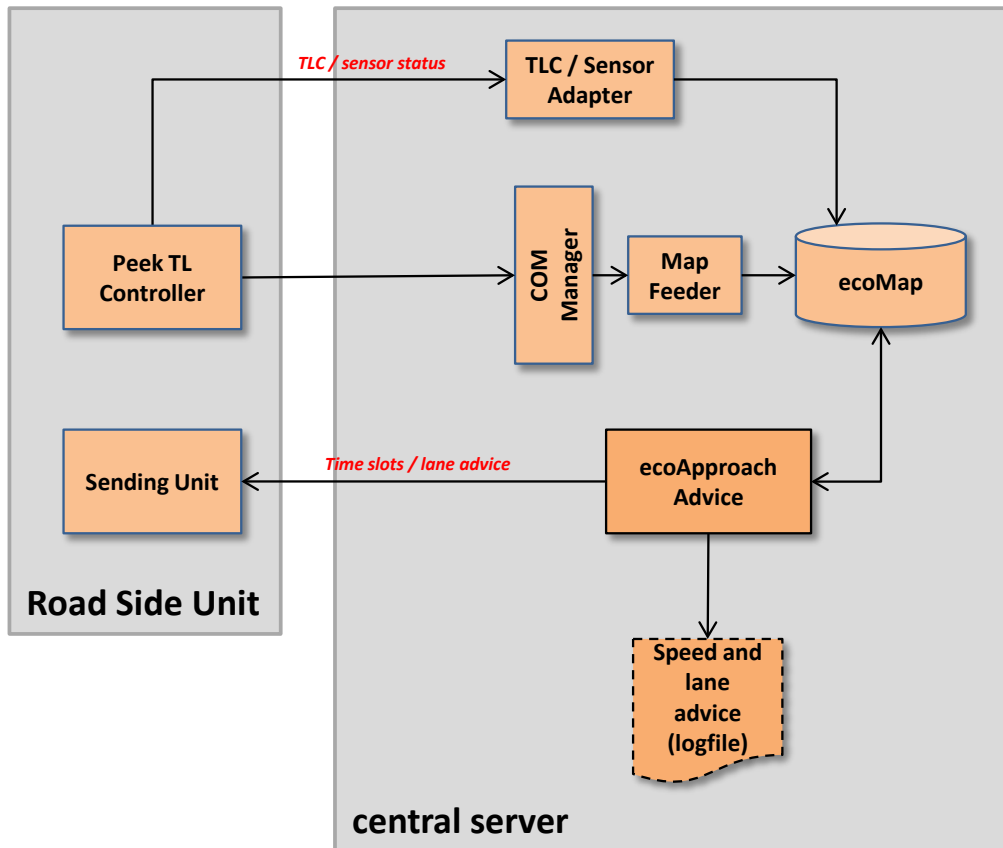 TLC / sensor status
TLC / Sensor
Adapter
Peek TL
Controller
COM
Manager
Map
Feeder
ecoMap
Sending Unit
Time slots / lane advice
ecoApproach
Advice
Road Side Unit
Speed and
lane
advice
(logfile)
central server